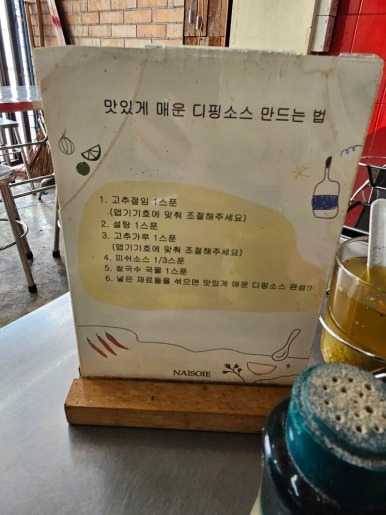 맛있게 매운 디핑소스 만드는 법
1. 고추절임 1스푼
(맵기기호에 맞춰 조절해주세요)
2. 설탕 1스푼
3. 고추가루 1스푼
(맵기기호에 맞춰 조절해주세요)
4. 피쉬소스 1/3스푼
5. 쌀국수 국물 1스푼
6. 넣은 재료들을 섞으면 맛있게 매운 디핑소스 완성!!
NAISOIE